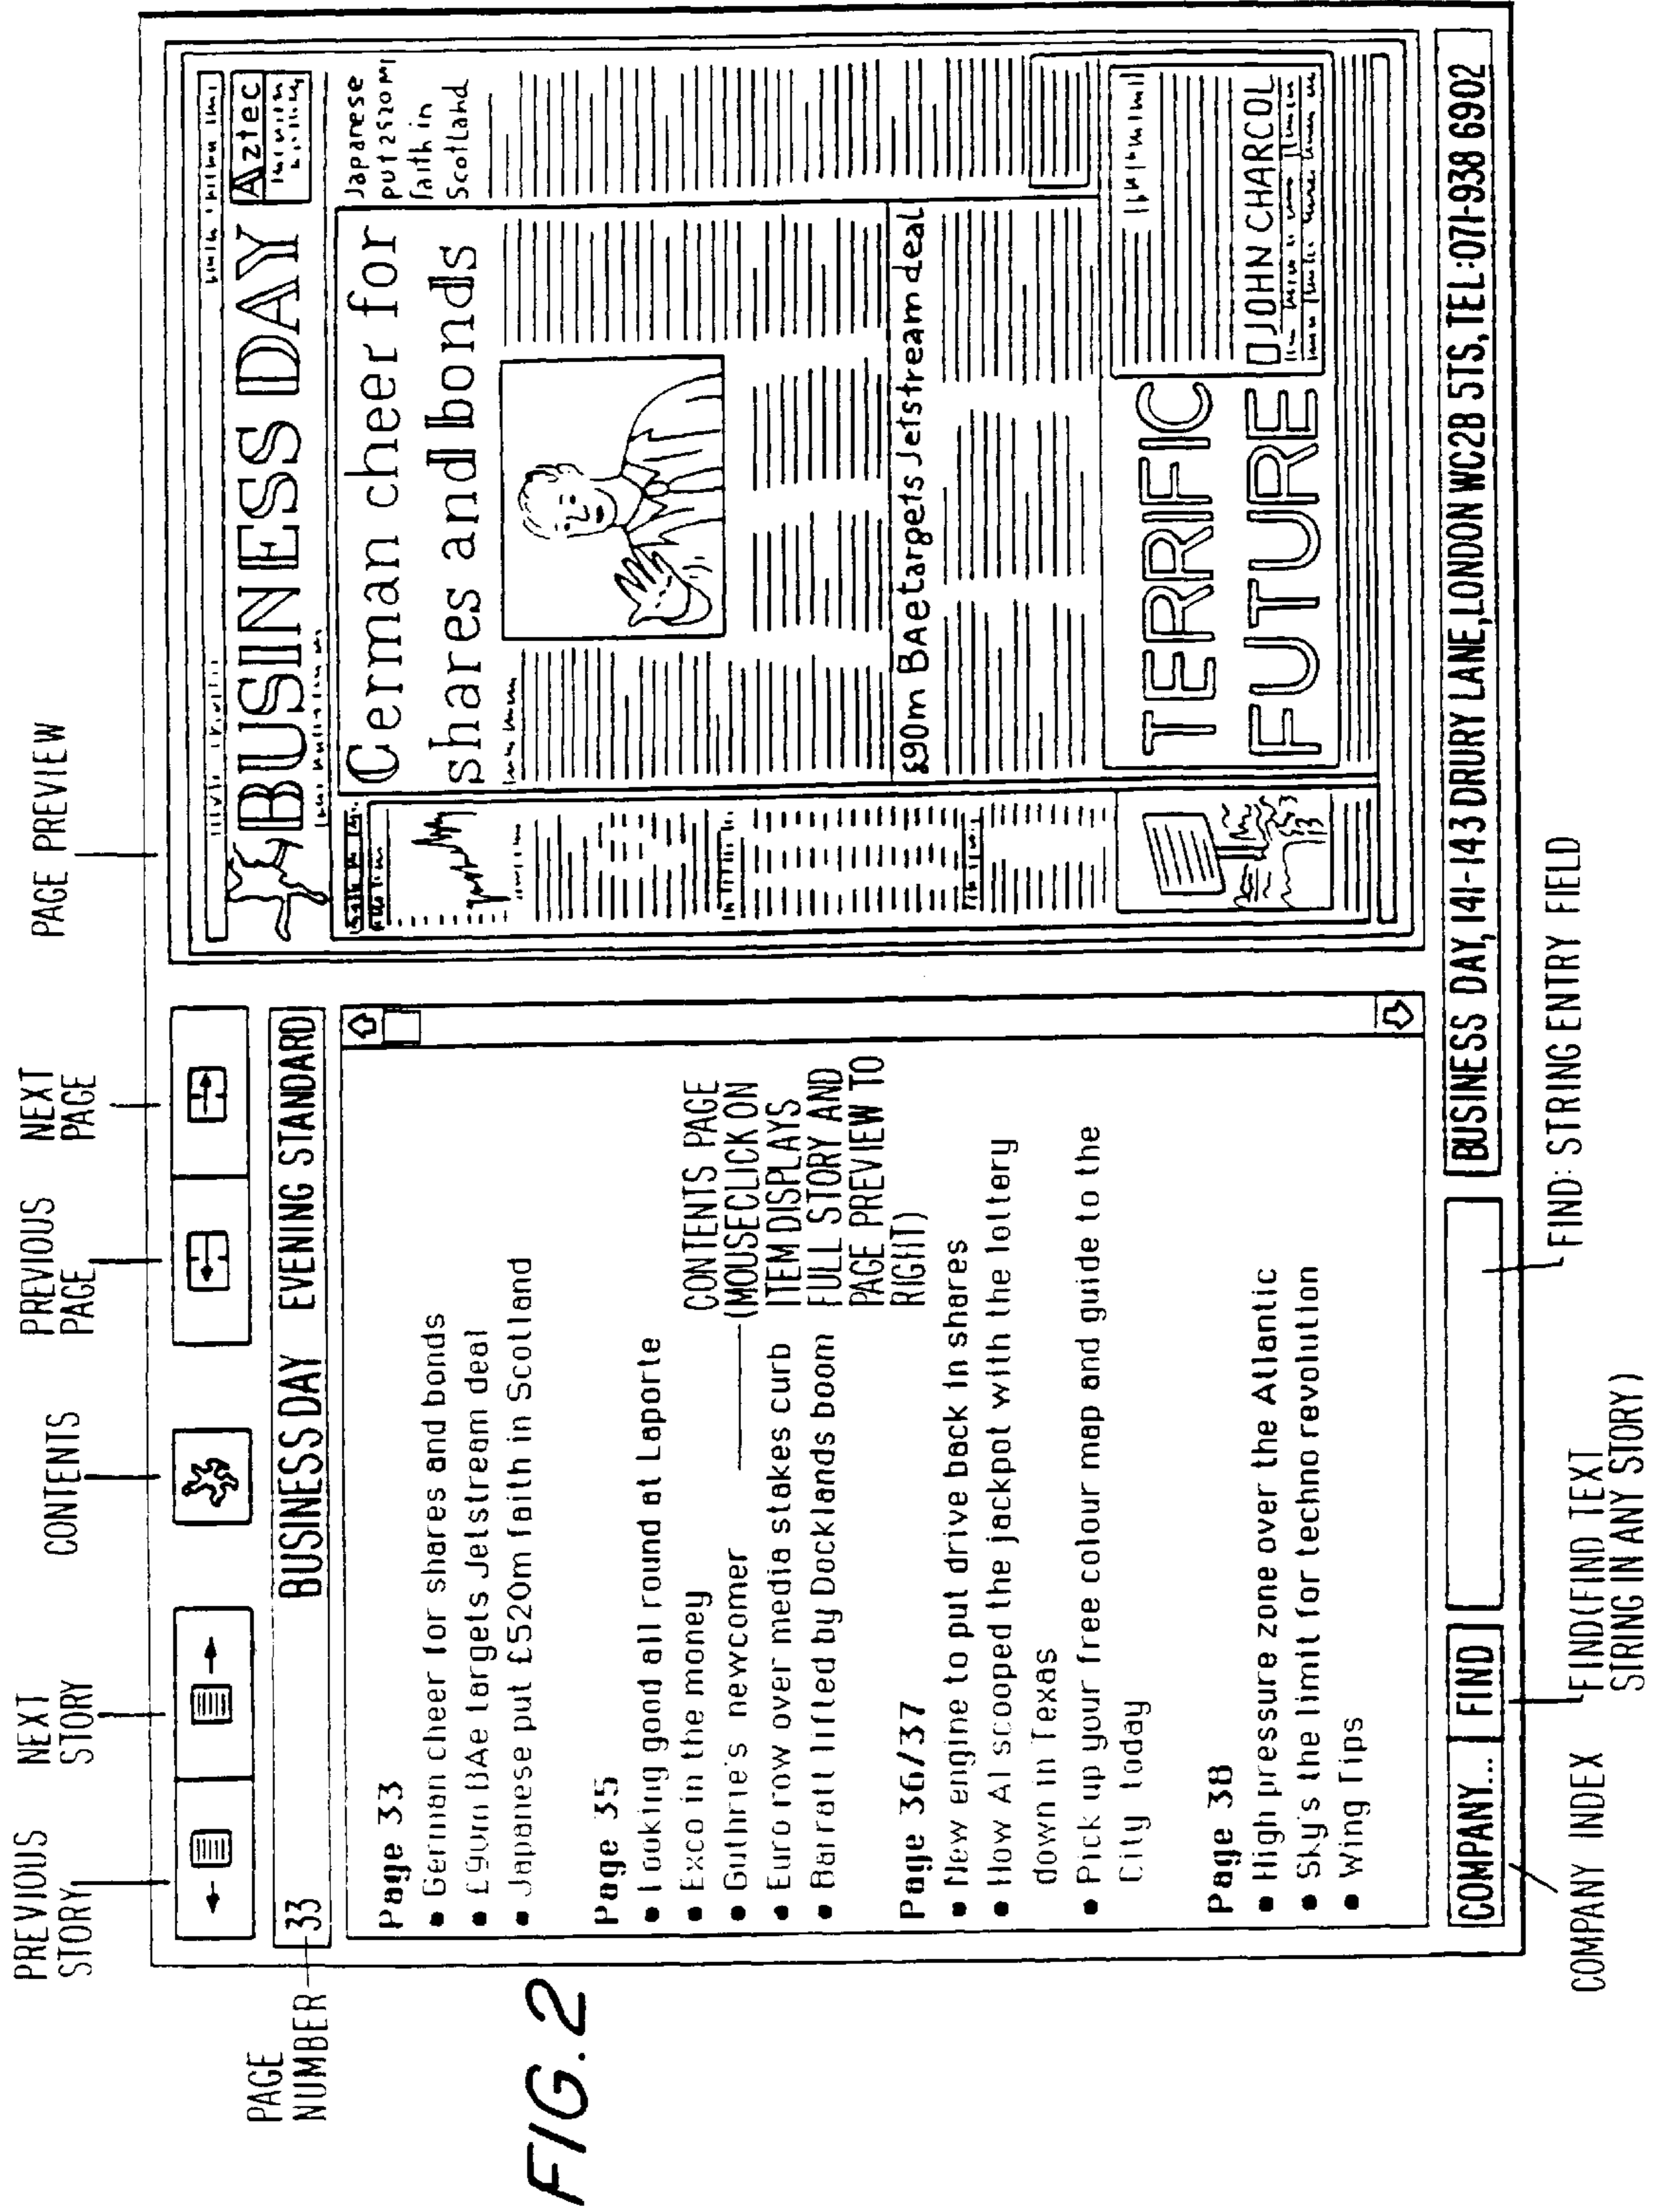 PREVIOUS
STORY
NEXT
STORY
CONTENTS
PREVIOUS
PAGE
NEXT
PAGE
PAGE PREVIEW
PAGE
NUMBER
33
BUSINESS DAY EVENING STANDARD
Page 33
• German cheer for shares and bonds
• £90m BAe targets Jetstream deal
• Japanese put £520m faith in Scotland
Page 35
• Looking good all round at Laporte
• Exco in the money
• Guthrie's newcomer
• Euro row over media stakes curb
• Barratt lifted by Docklands boom
CONTENTS PAGE
(MOUSECLICK ON
ITEM DISPLAYS
FULL STORY AND
PAGE PREVIEW TO
RIGHT)
Page 36/37
• New engine to put drive back in shares
• How Al scooped the jackpot with the lottery
down in Texas
• Pick up your free colour map and guide to the
City today
Page 38
• High pressure zone over the Atlantic
• Sky's the limit for techno revolution
• Wing Tips
BUSINESS DAY
Aztec
German cheer for
shares and bonds
Japanese
put 2520m
faith in
Scotland
£90m BAe targets Jetstream deal
TERRIFIC
FUTURE
JOHN CHARCOL
COMPANY...
FIND
BUSINESS DAY, 141-143 DRURY LANE, LONDON WC2B 5TS, TEL: 071-938 6902
COMPANY INDEX
FIND (FIND TEXT
STRING IN ANY STORY)
FIND: STRING ENTRY FIELD
FIG. 2